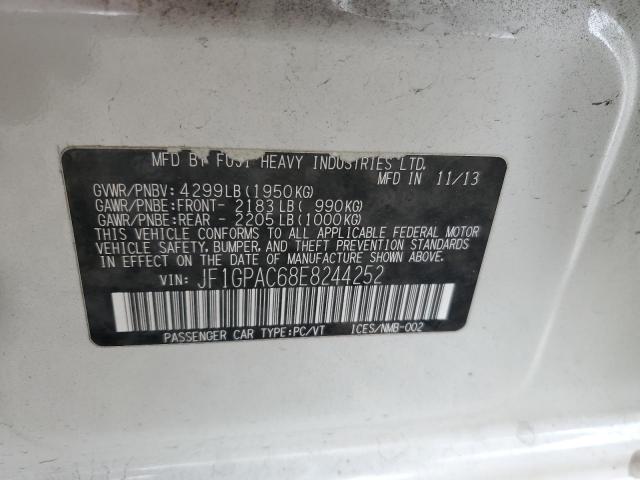 MFD BY FUJI HEAVY INDUSTRIES LTD.
MFD IN 11/13
GVWR/PNBV: 4299LB(1950KG)
GAWR/PNBE:FRONT- 2183 LB( 990KG)
GAWR/PNBE:REAR - 2205 LB(1000KG)
THIS VEHICLE CONFORMS TO ALL APPLICABLE FEDERAL MOTOR
VEHICLE SAFETY, BUMPER, AND THEFT PREVENTION STANDARDS
IN EFFECT ON THE DATE OF MANUFACTURE SHOWN ABOVE.
VIN: JF1GPAC68E8244252
PASSENGER CAR TYPE:PC/VT ICES/NMB-002